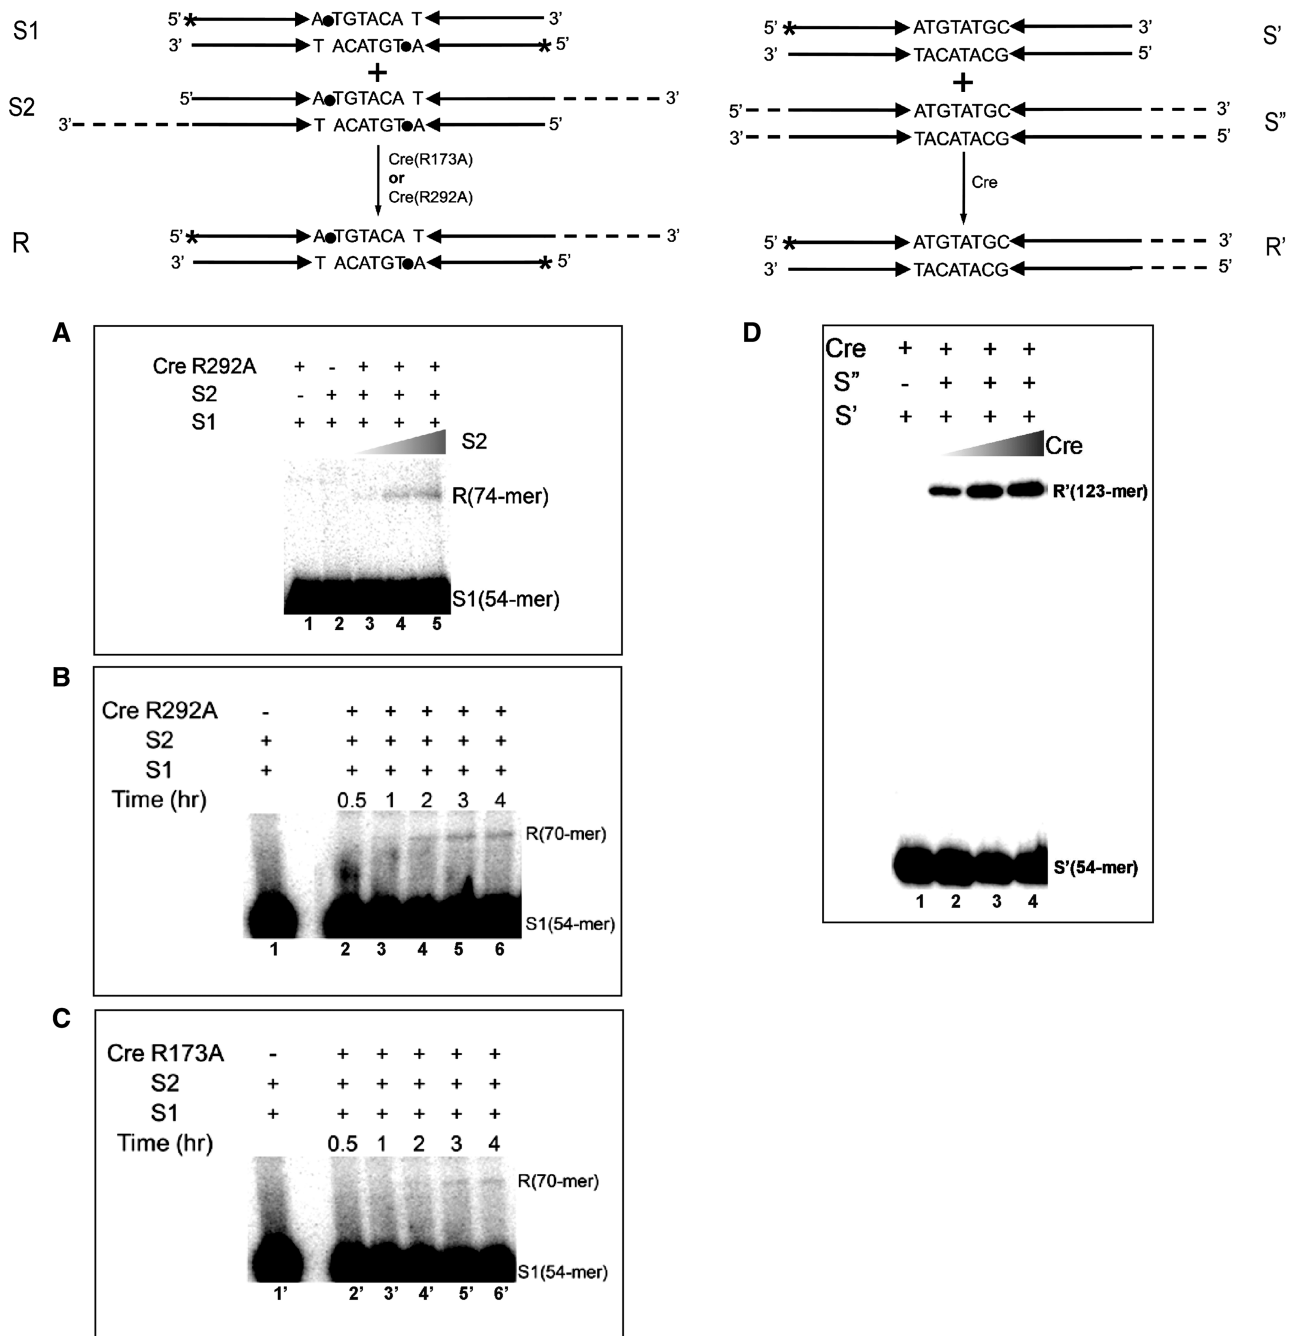 S1
5’ * A●TGTACA T 3’
3’ T ACATGT●A * 5’
+
S2
5’ A●TGTACA T 3’
3’ T ACATGT●A 5’
Cre(R173A)
or
Cre(R292A)
R
5’ * A●TGTACA T 3’
3’ T ACATGT●A * 5’
5’ * ATGTATGC 3’
3’ TACATACG 5’
S’
+
5’ ATGTATGC 3’
3’ TACATACG 5’
S”
Cre
5’ * ATGTATGC 3’
3’ TACATACG 5’
R’
A
Cre R292A + - + + +
S2 - + + + +
S1 + + + + +
S2
R(74-mer)
S1(54-mer)
1 2 3 4 5
B
Cre R292A - + + + + +
S2 + + + + + +
S1 + + + + + +
Time (hr) 0.5 1 2 3 4
R(70-mer)
S1(54-mer)
1 2 3 4 5 6
C
Cre R173A - + + + + +
S2 + + + + + +
S1 + + + + + +
Time (hr) 0.5 1 2 3 4
R(70-mer)
S1(54-mer)
1’ 2’ 3’ 4’ 5’ 6’
D
Cre + + + +
S” - + + +
S’ + + + +
Cre
R’(123-mer)
S’(54-mer)
1 2 3 4